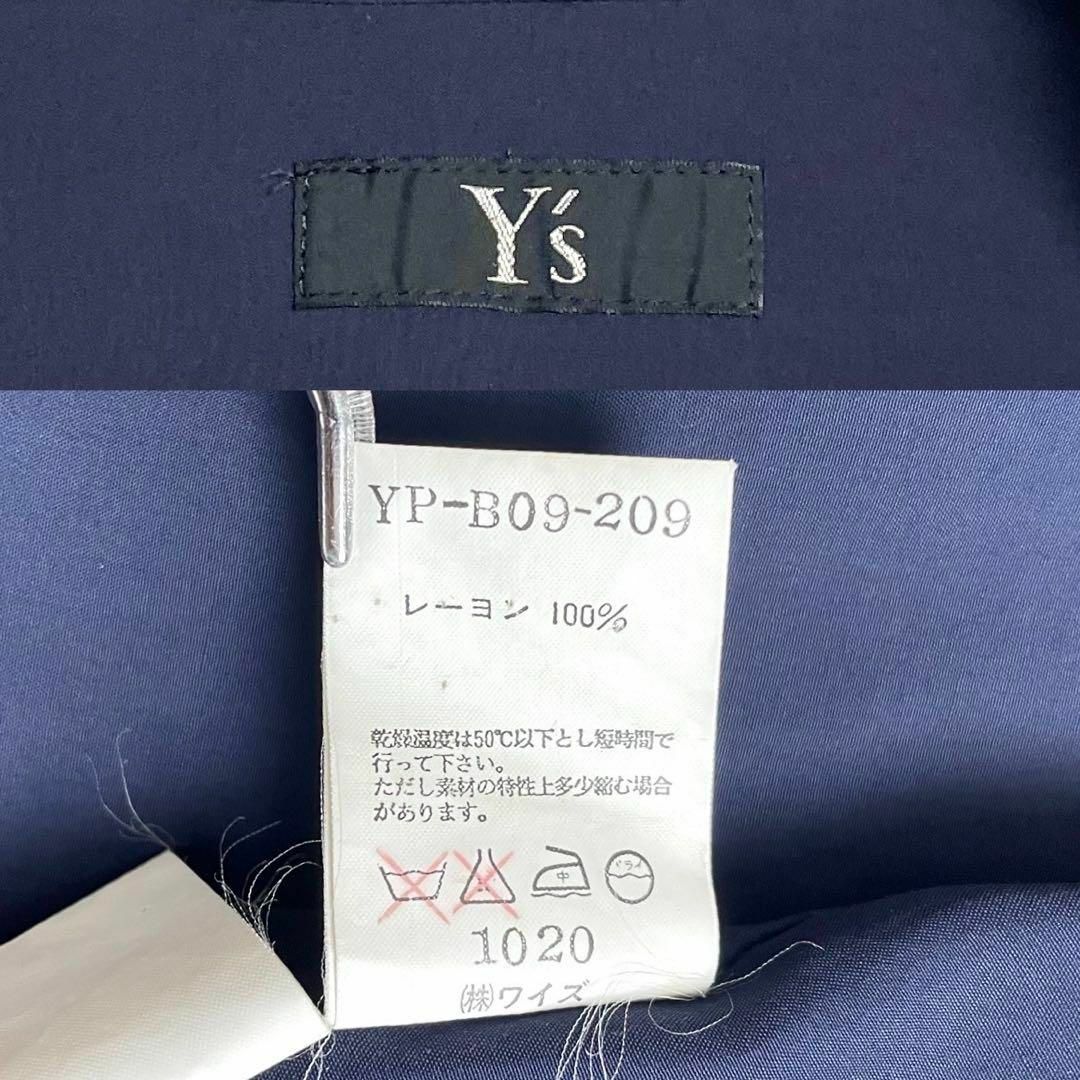 Y's
YP-B09-209
レーヨン 100%
乾燥温度は50℃以下とし短時間で
行って下さい。
ただし素材の特性上多少縮む場合
があります。
中 ドライ
1020
㈱ワイズ